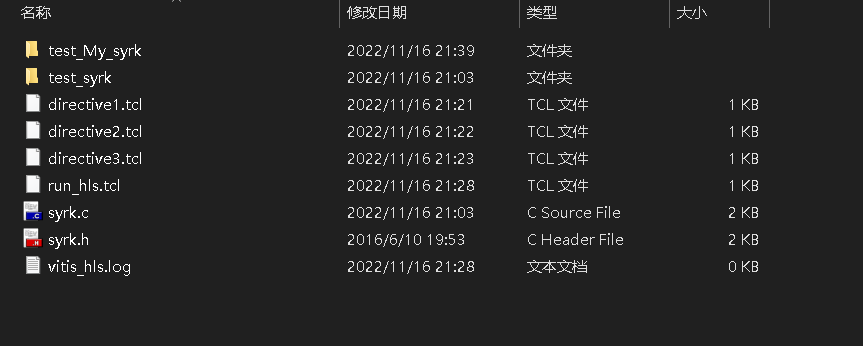 名称 修改日期 类型 大小
test_My_syrk 2022/11/16 21:39 文件夹
test_syrk 2022/11/16 21:03 文件夹
directive1.tcl 2022/11/16 21:21 TCL 文件 1 KB
directive2.tcl 2022/11/16 21:22 TCL 文件 1 KB
directive3.tcl 2022/11/16 21:23 TCL 文件 1 KB
run_hls.tcl 2022/11/16 21:28 TCL 文件 1 KB
syrk.c 2022/11/16 21:03 C Source File 2 KB
syrk.h 2016/6/10 19:53 C Header File 2 KB
vitis_hls.log 2022/11/16 21:28 文本文档 0 KB